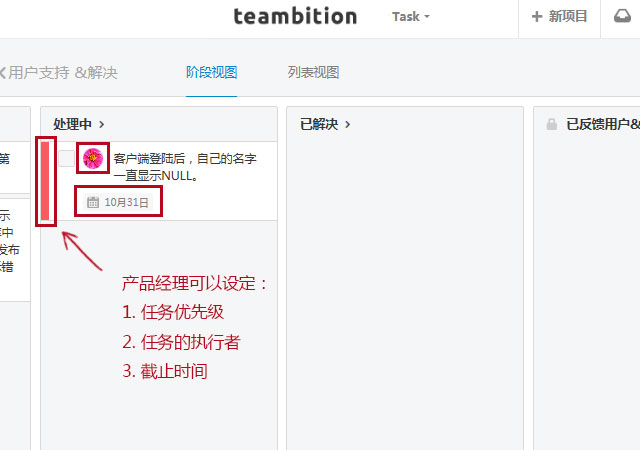 teambition
Task
新项目
用户支持 &解决
阶段视图
列表视图
处理中
已解决
已反馈用户&
第
客户端登陆后，自己的名字
一直显示NULL。
10月31日
示
中
发布
错
产品经理可以设定：
1. 任务优先级
2. 任务的执行者
3. 截止时间